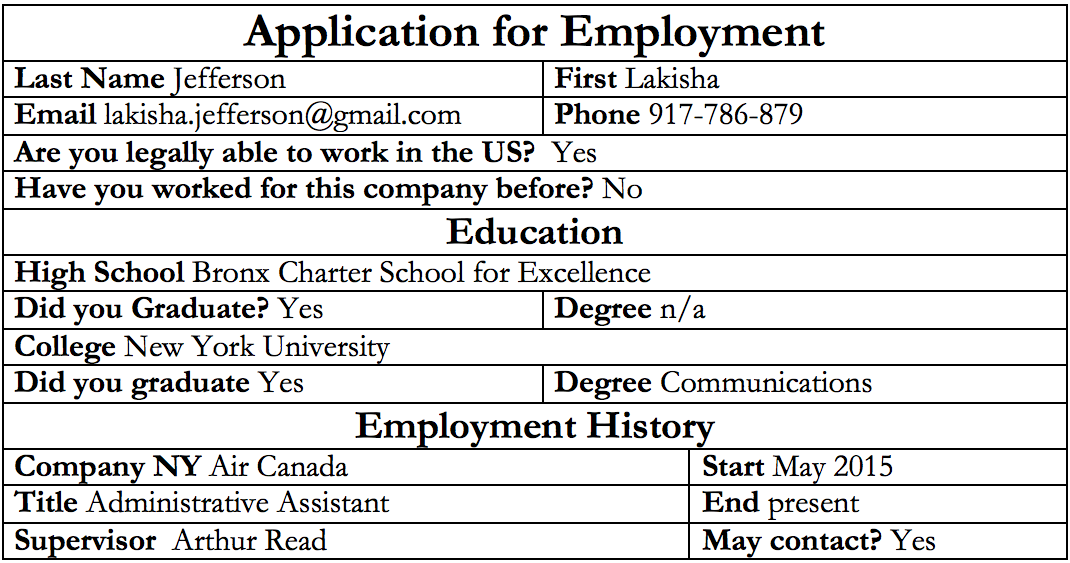 Application for Employment
Last Name Jefferson First Lakisha
Email lakisha.jefferson@gmail.com Phone 917-786-879
Are you legally able to work in the US? Yes
Have you worked for this company before? No
Education
High School Bronx Charter School for Excellence
Did you Graduate? Yes Degree n/a
College New York University
Did you graduate Yes Degree Communications
Employment History
Company NY Air Canada Start May 2015
Title Administrative Assistant End present
Supervisor Arthur Read May contact? Yes